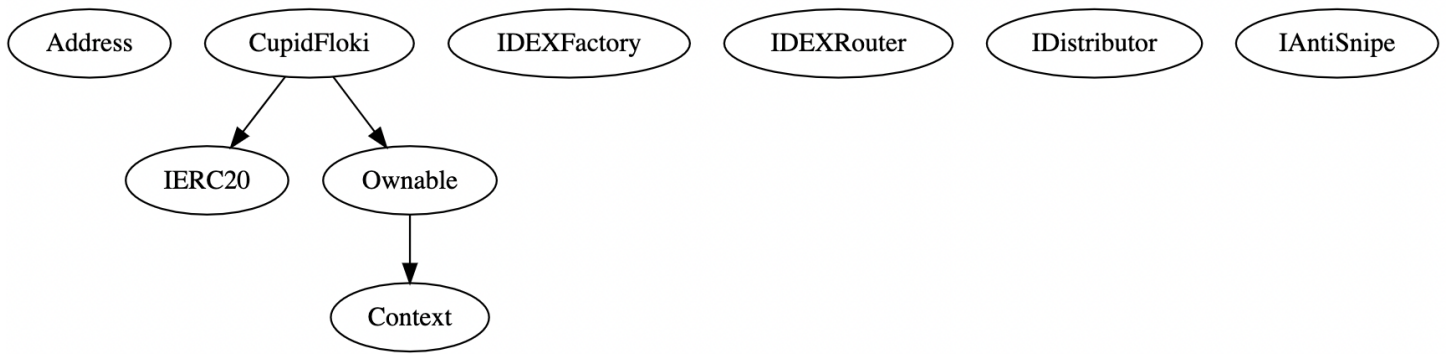 Address
CupidFloki
IDEXFactory
IDEXRouter
IDistributor
IAntiSnipe
IERC20
Ownable
Context